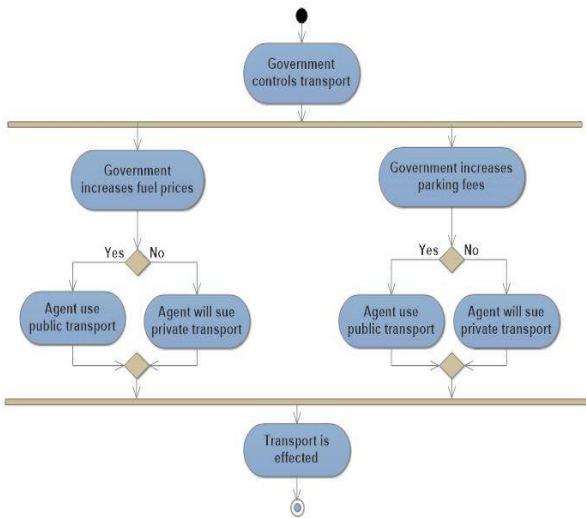 Government
controls transport
Government
increases fuel prices
Government increases
parking fees
Yes No
Yes No
Agent use
public transport
Agent will sue
private transport
Agent use
public transport
Agent will sue
private transport
Transport is
effected